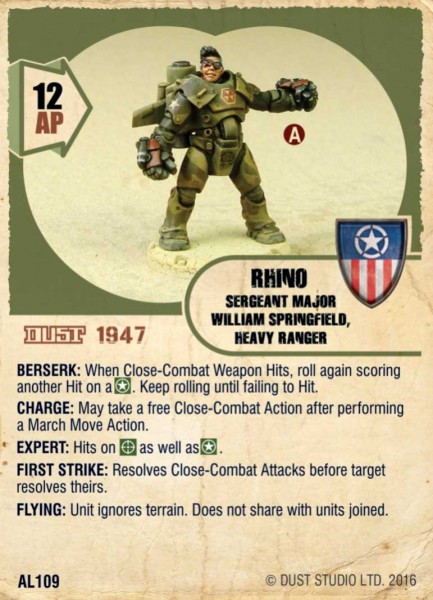 12
AP
A
RHINO
SERGEANT MAJOR
WILLIAM SPRINGFIELD,
HEAVY RANGER
DUST 1947
BERSERK: When Close-Combat Weapon Hits, roll again scoring
another Hit on a . Keep rolling until failing to Hit.
CHARGE: May take a free Close-Combat Action after performing
a March Move Action.
EXPERT: Hits on as well as .
FIRST STRIKE: Resolves Close-Combat Attacks before target
resolves theirs.
FLYING: Unit ignores terrain. Does not share with units joined.
AL109
© DUST STUDIO LTD. 2016